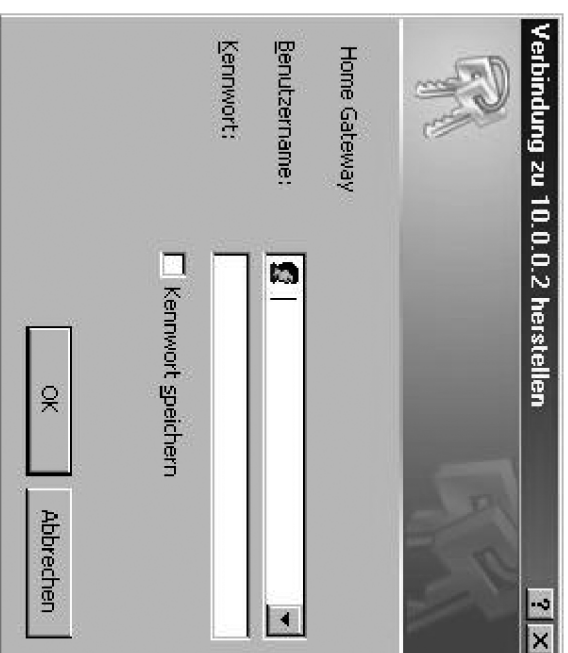 Verbindung zu 10.0.0.2 herstellen ? X
Home Gateway
Benutzername:
Kennwort:
Kennwort speichern
OK
Abbrechen